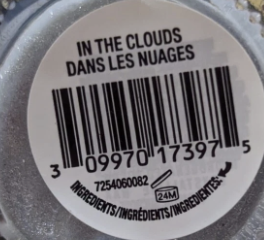 IN THE CLOUDS
DANS LES NUAGES
3 09970 17397 5
7254060082
24M
INGREDIENTS/INGRÉDIENTS/INGREDIENTES: